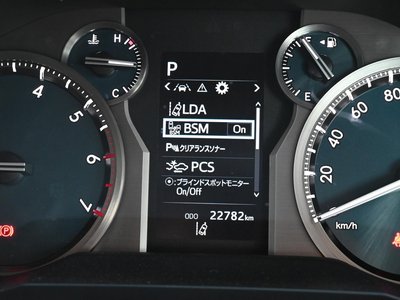 P
LDA
BSM On
クリアランスソナー
PCS
:ブラインドスポットモニター
On/Off
ODO 22782km
H
C
F
E
4
5
6
7
0
20
40
60
80
km/h
(P)